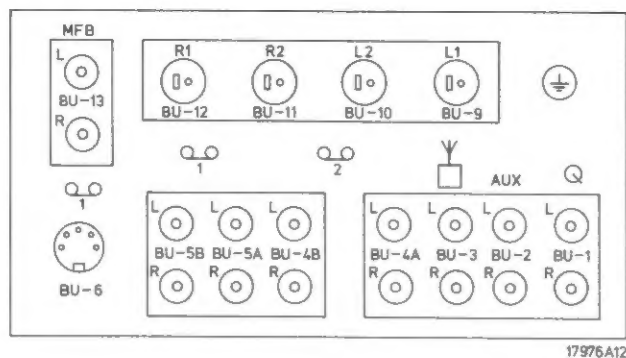 MFB
L
BU-13
R
1
BU-6
R1 R2 L2 L1
BU-12 BU-11 BU-10 BU-9
1 2
AUX
L L L
BU-5B BU-5A BU-4B
R R R
L L L L
BU-4A BU-3 BU-2 BU-1
R R R R
17976A12